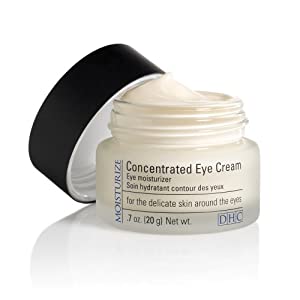 MOISTURIZE
Concentrated Eye Cream
Eye moisturizer
Soin hydratant contour des yeux
for the delicate skin around the eyes
.7 oz. (20 g) Net wt.
DHC